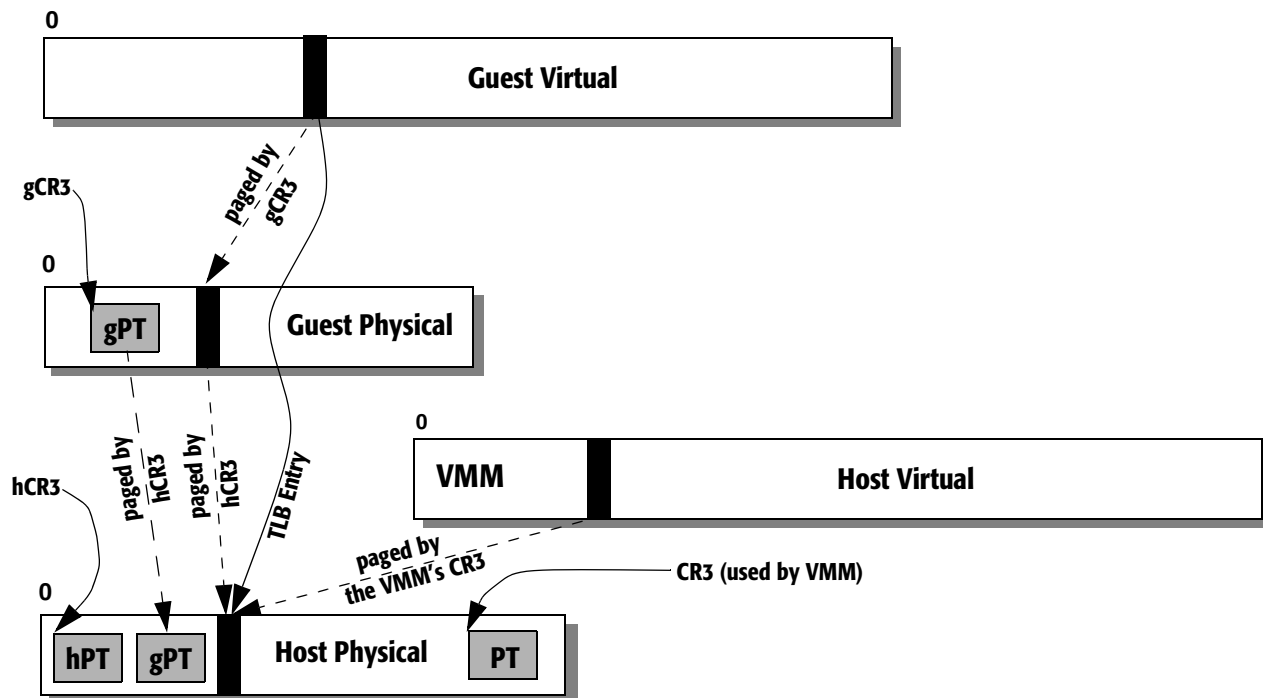 0
Guest Virtual
paged by
gCR3
gCR3
0
gPT
Guest Physical
0
VMM
Host Virtual
paged by
hCR3
paged by
hCR3
TLB Entry
hCR3
paged by
the VMM's CR3
CR3 (used by VMM)
0
hPT
gPT
Host Physical
PT